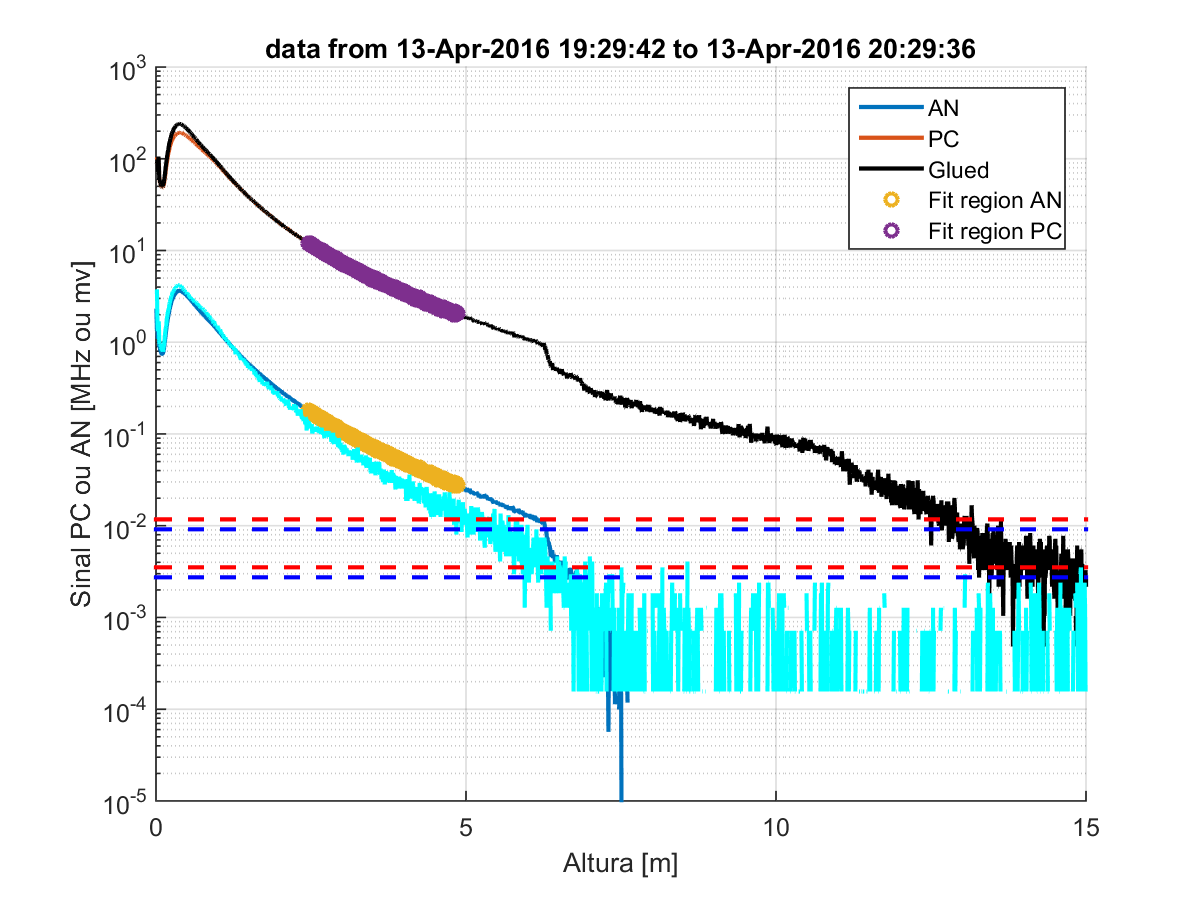 data from 13-Apr-2016 19:29:42 to 13-Apr-2016 20:29:36
Sinal PC ou AN [MHz ou mv]
10^3
10^2
10^1
10^0
10^-1
10^-2
10^-3
10^-4
10^-5
AN
PC
Glued
Fit region AN
Fit region PC
0 5 10 15
Altura [m]